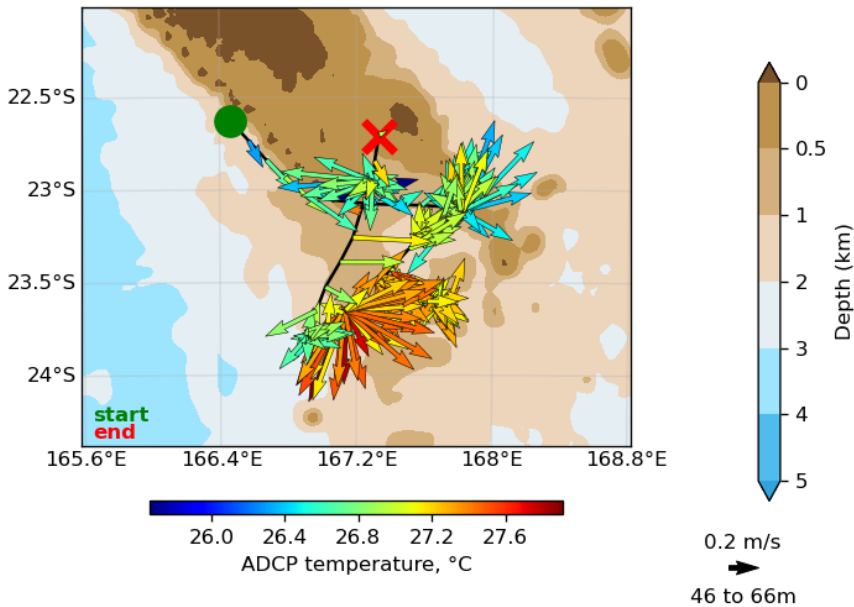 22.5°S
23°S
23.5°S
24°S
start
end
165.6°E 166.4°E 167.2°E 168°E 168.8°E
26.0 26.4 26.8 27.2 27.6
ADCP temperature, °C
0
0.5
1
2
3
4
5
Depth (km)
0.2 m/s
46 to 66m